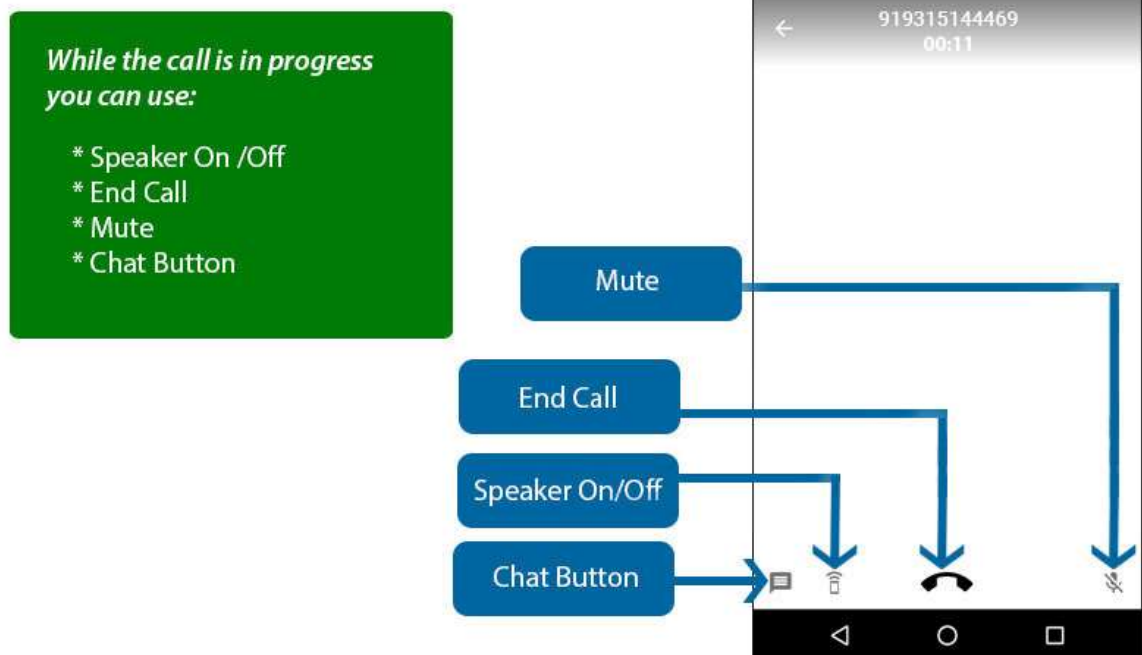 While the call is in progress
you can use:
* Speaker On /Off
* End Call
* Mute
* Chat Button
919315144469
00:11
Mute
End Call
Speaker On/Off
Chat Button